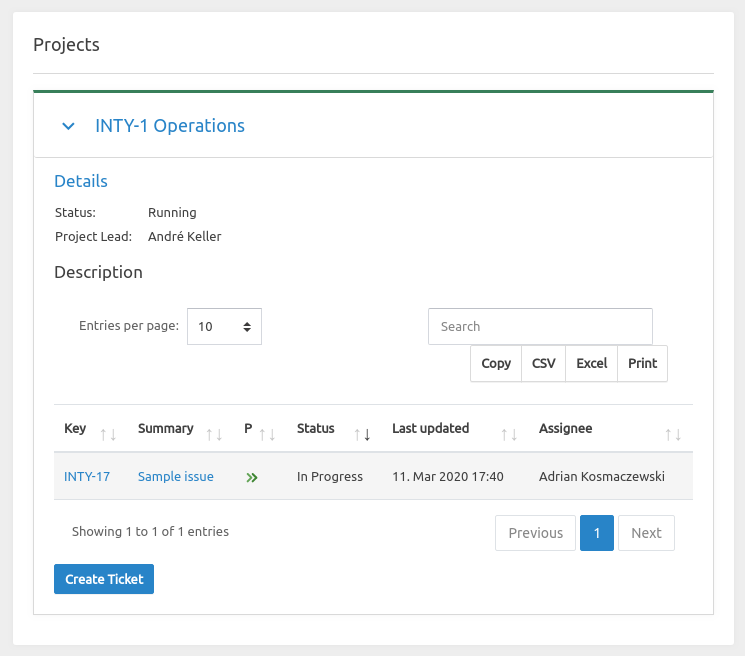 Projects
INTY-1 Operations
Details
Status: Running
Project Lead: André Keller
Description
Entries per page: 10 Search
Copy CSV Excel Print
Key Summary P Status Last updated Assignee
INTY-17 Sample issue In Progress 11. Mar 2020 17:40 Adrian Kosmaczewski
Showing 1 to 1 of 1 entries Previous 1 Next
Create Ticket